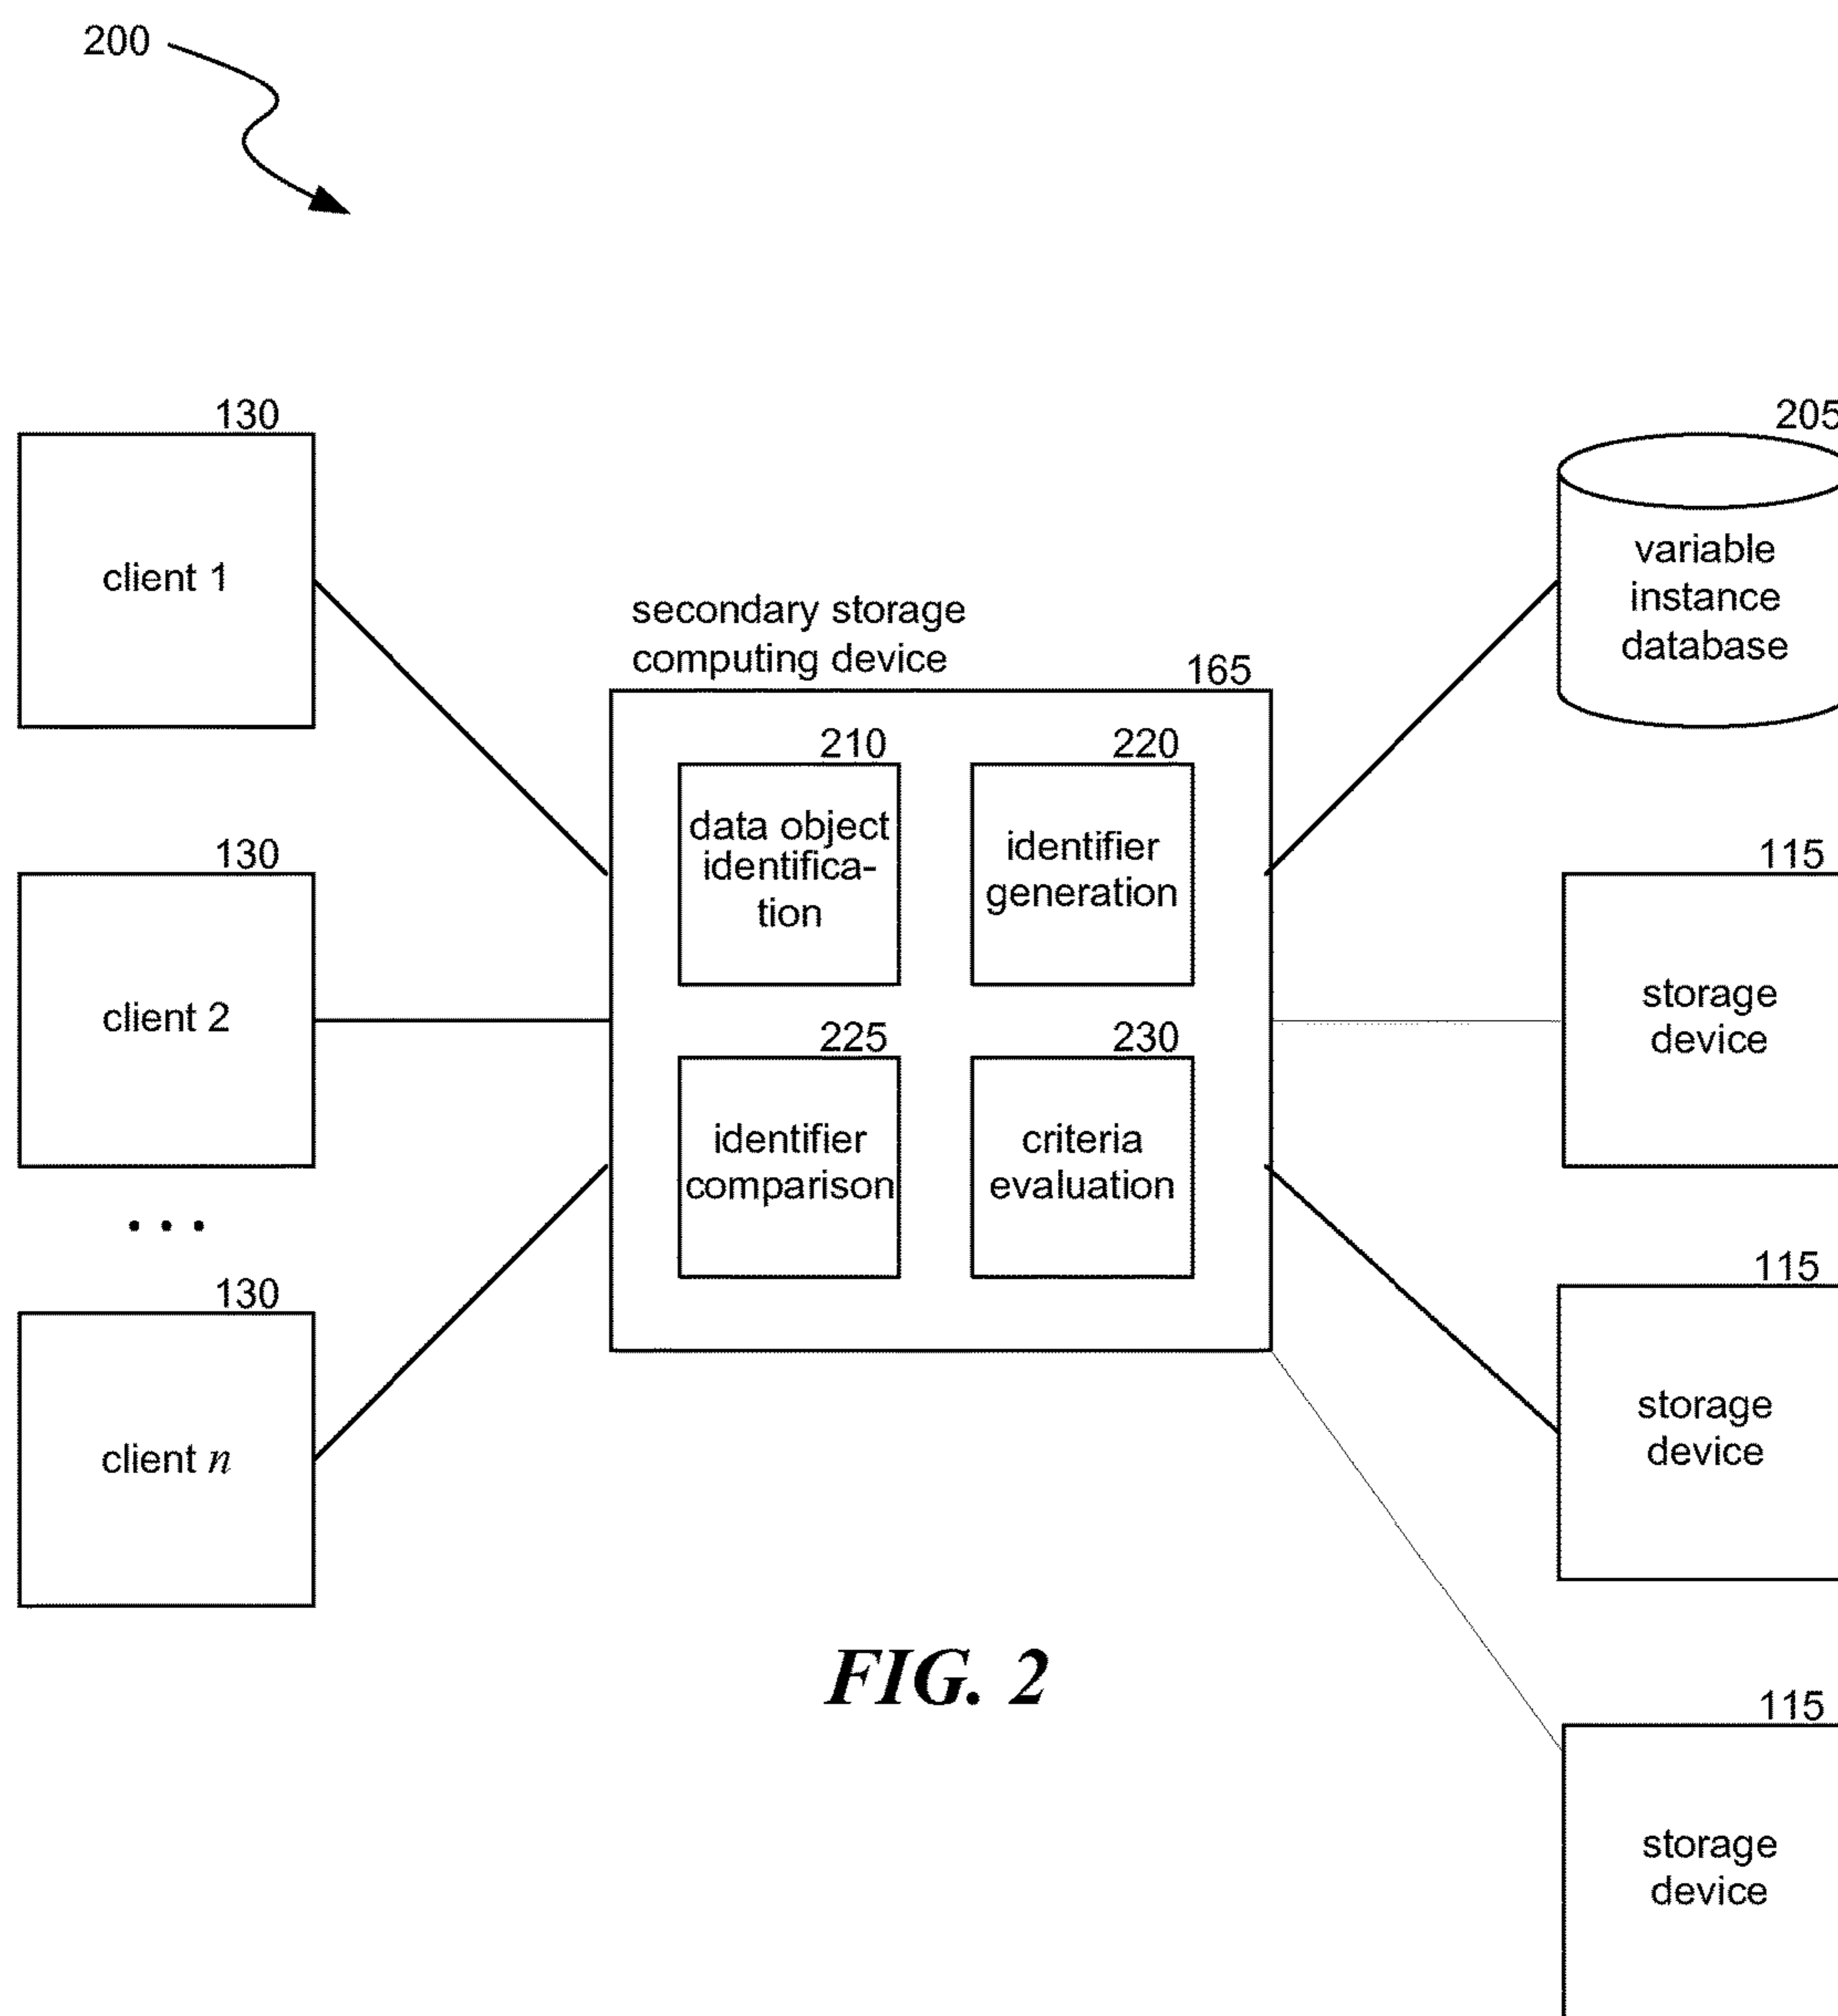 200
130
client 1
130
client 2
...
130
client n
secondary storage
computing device
165
210
data object
identifica-
tion
220
identifier
generation
225
identifier
comparison
230
criteria
evaluation
205
variable
instance
database
115
storage
device
115
storage
device
115
storage
device
FIG. 2